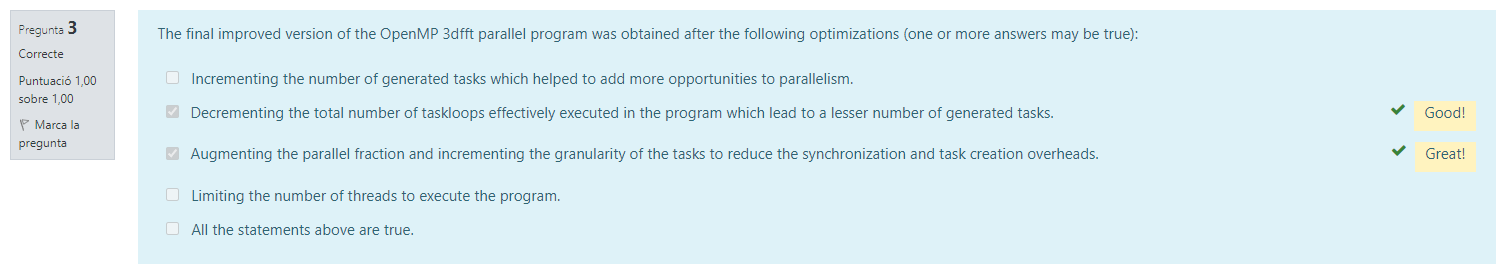 Pregunta 3
Correcte
Puntuació 1,00
sobre 1,00
Marca la
pregunta
The final improved version of the OpenMP 3dfft parallel program was obtained after the following optimizations (one or more answers may be true):
Incrementing the number of generated tasks which helped to add more opportunities to parallelism.
Decrementing the total number of taskloops effectively executed in the program which lead to a lesser number of generated tasks.
Good!
Augmenting the parallel fraction and incrementing the granularity of the tasks to reduce the synchronization and task creation overheads.
Great!
Limiting the number of threads to execute the program.
All the statements above are true.